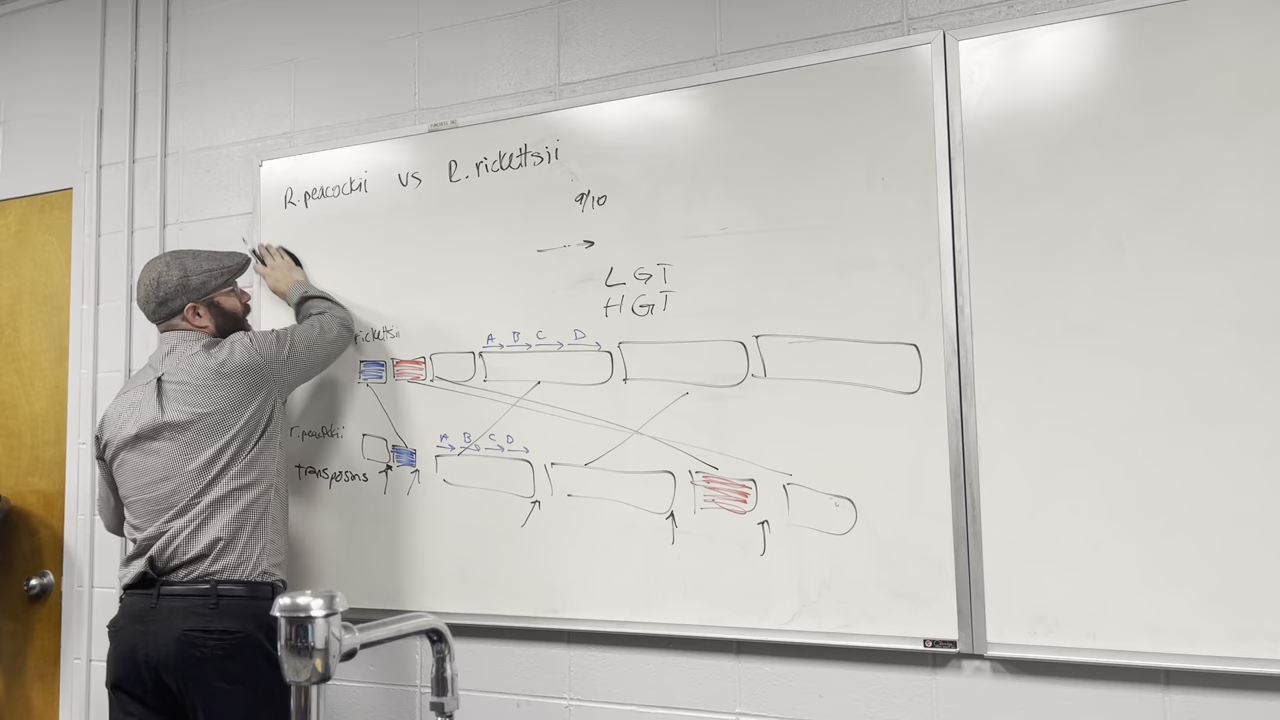 R.peacockii vs R.rickettsii
9/10
LGT
HGT
rickettsii
A B C D
r.peacockii
A B C D
transposons